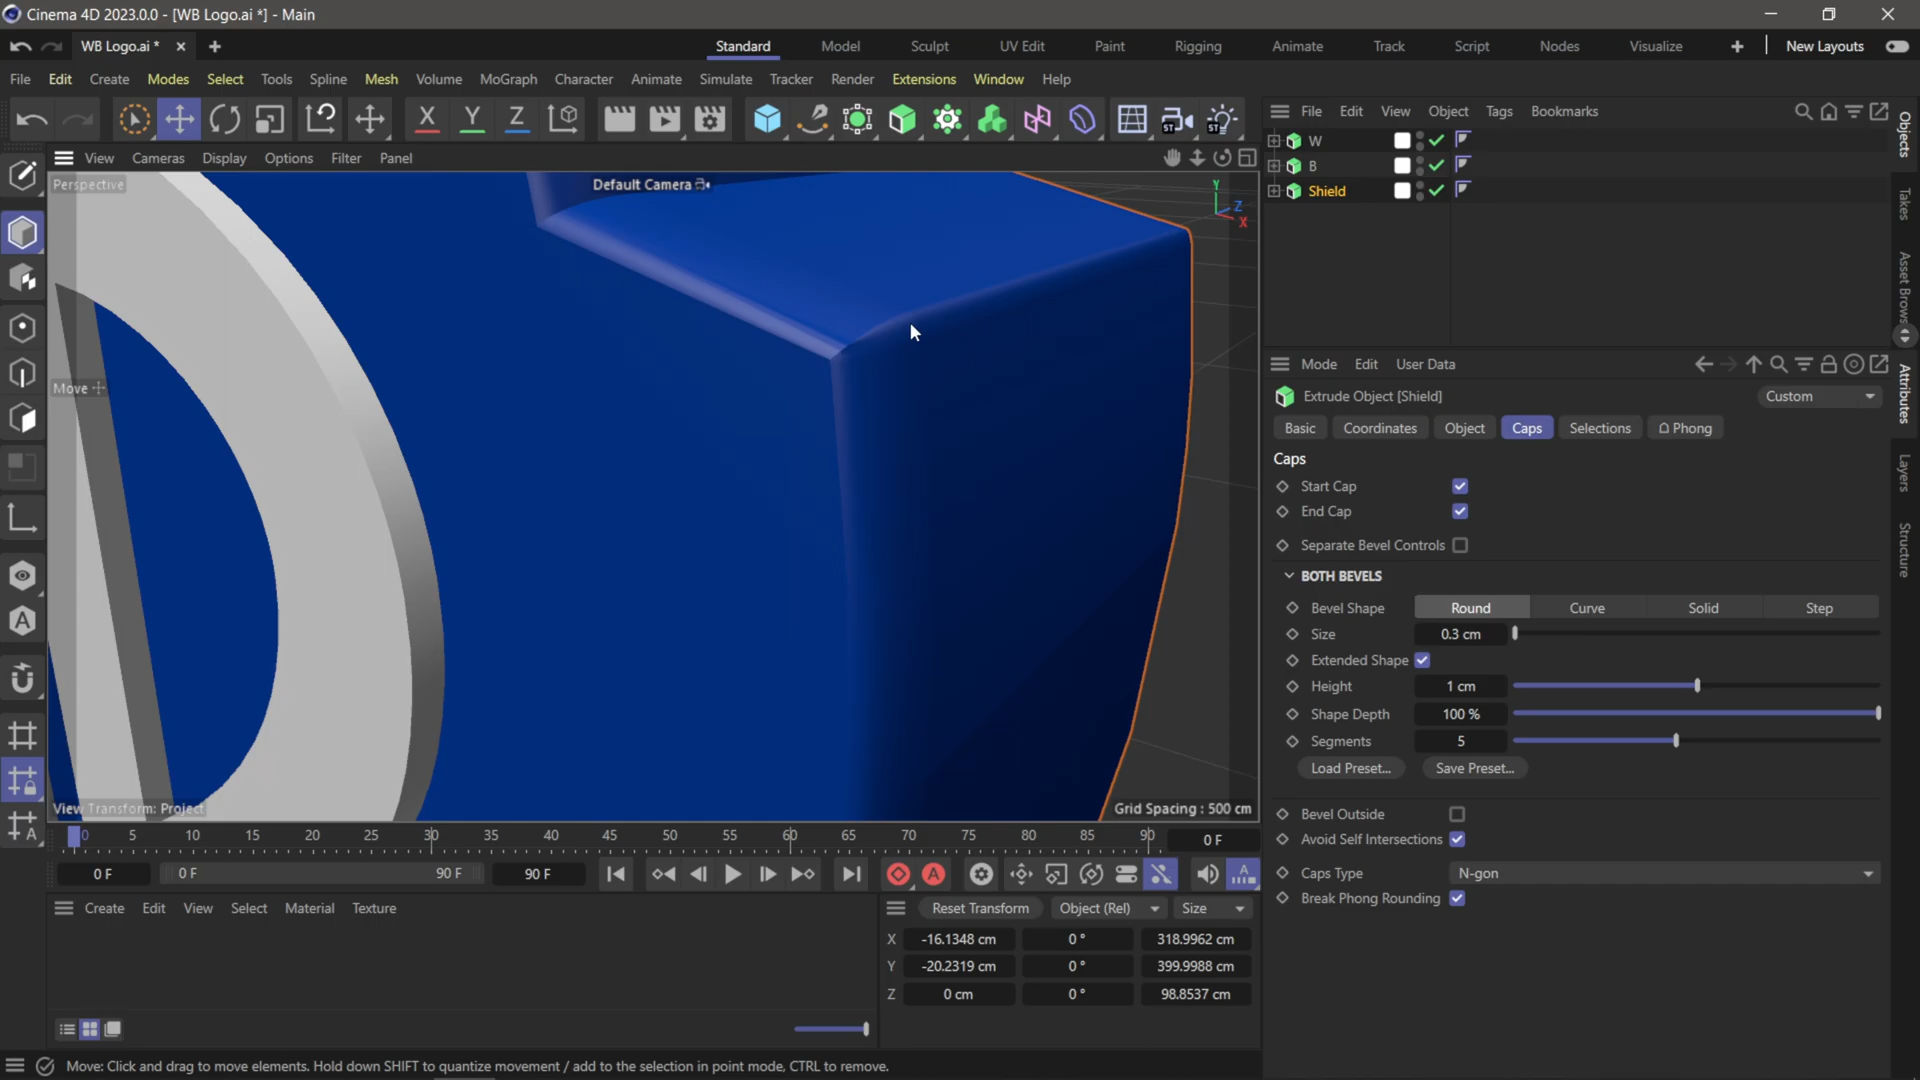 Cinema 4D 2023.0.0 - [WB Logo.ai *] - Main
WB Logo.ai *
Standard
Model
Sculpt
UV Edit
Paint
Rigging
Animate
Track
Script
Nodes
Visualize
New Layouts
File
Edit
Create
Modes
Select
Tools
Spline
Mesh
Volume
MoGraph
Character
Animate
Simulate
Tracker
Render
Extensions
Window
Help
X
Y
Z
ST
ST
File
Edit
View
Object
Tags
Bookmarks
W
B
Shield
Objects
Takes
Asset Brows
View
Cameras
Display
Options
Filter
Panel
Perspective
Default Camera
Y
Z
X
Move
View Transform: Project
Grid Spacing : 500 cm
Mode
Edit
User Data
Extrude Object [Shield]
Custom
Basic
Coordinates
Object
Caps
Selections
Phong
Caps
Start Cap
End Cap
Separate Bevel Controls
BOTH BEVELS
Bevel Shape
Round
Curve
Solid
Step
Size
0.3 cm
Extended Shape
Height
1 cm
Shape Depth
100 %
Segments
5
Load Preset...
Save Preset...
Bevel Outside
Avoid Self Intersections
Caps Type
N-gon
Break Phong Rounding
Attributes
Layers
Structure
0
5
10
15
20
25
30
35
40
45
50
55
60
65
70
75
80
85
90
0 F
0 F
0 F
90 F
90 F
Create
Edit
View
Select
Material
Texture
Reset Transform
Object (Rel)
Size
X
-16.1348 cm
0 °
318.9962 cm
Y
-20.2319 cm
0 °
399.9988 cm
Z
0 cm
0 °
98.8537 cm
Move: Click and drag to move elements. Hold down SHIFT to quantize movement / add to the selection in point mode, CTRL to remove.